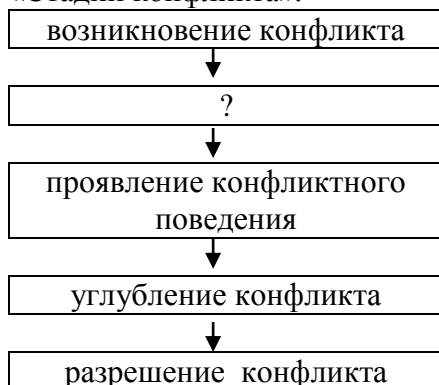 «Стадии конфликта».
возникновение конфликта
?
проявление конфликтного
поведения
углубление конфликта
разрешение конфликта